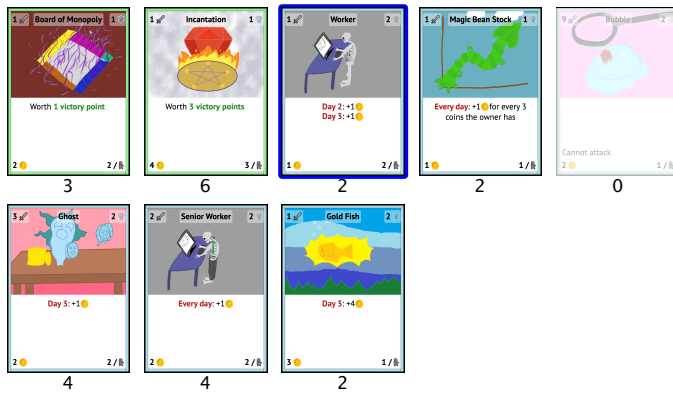 1 Board of Monopoly 1
Worth 1 victory point
2 2 /
3
1 Incantation 1
Worth 3 victory points
4 3 /
6
1 Worker 2
Day 2: +1
Day 3: +1
1 2 /
2
1 Magic Bean Stock 1
Every day: +1 for every 3
coins the owner has
1 1 /
2
9 Bubble 2
Cannot attack
2 1 /
0
3 Ghost 2
Day 3: +1
2 2 /
4
2 Senior Worker 2
Every day: +1
2 2 /
4
1 Gold Fish 2
Day 3: +4
3 1 /
2